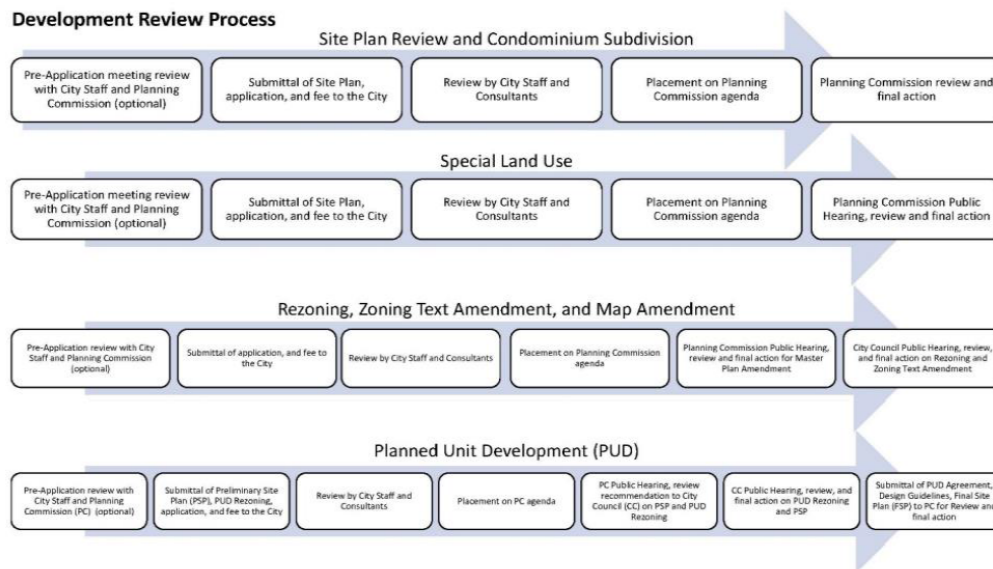 Development Review Process
Site Plan Review and Condominium Subdivision
Pre-Application meeting review
with City Staff and Planning
Commission (optional)
Submittal of Site Plan,
application, and fee to the City
Review by City Staff and
Consultants
Placement on Planning
Commission agenda
Planning Commission review and
final action
Special Land Use
Pre-Application meeting review
with City Staff and Planning
Commission (optional)
Submittal of Site Plan,
application, and fee to the City
Review by City Staff and
Consultants
Placement on Planning
Commission agenda
Planning Commission Public
Hearing, review and final action
Rezoning, Zoning Text Amendment, and Map Amendment
Pre-Application review with City
Staff and Planning Commission
(optional)
Submittal of application, and fee to
the City
Review by City Staff and Consultants
Placement on Planning Commission
agenda
Planning Commission Public Hearing,
review and final action for Master
Plan Amendment
City Council Public Hearing, review,
and final action on Rezoning and
Zoning Text Amendment
Planned Unit Development (PUD)
Pre-Application review with
City Staff and Planning
Commission (PC) (optional)
Submittal of Preliminary Site
Plan (PSP), PUD Rezoning,
application, and fee to the City
Review by City Staff and
Consultants
Placement on PC agenda
PC Public Hearing, review
recommendation to City
Council (CC) on PSP and PUD
Rezoning
CC Public Hearing, review, and
final action on PUD Rezoning
and PSP
Submittal of PUD Agreement,
Design Guidelines, Final Site
Plan (FSP) to PC for Review and
final action